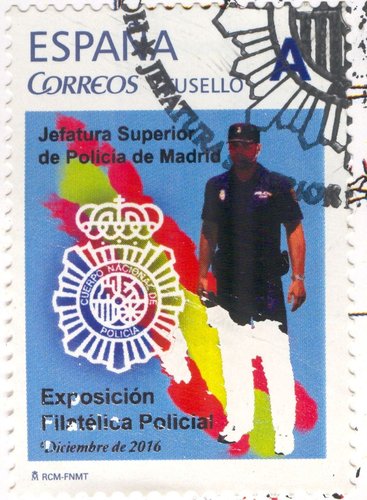 ESPAÑA A
CORREOS TUSELLO
JEFATURA
Jefatura Superior
de Policía de Madrid
CUERPO NACIONAL DE
POLICIA
Exposición
Filatélica Policial
Diciembre de 2016
RCM-FNMT